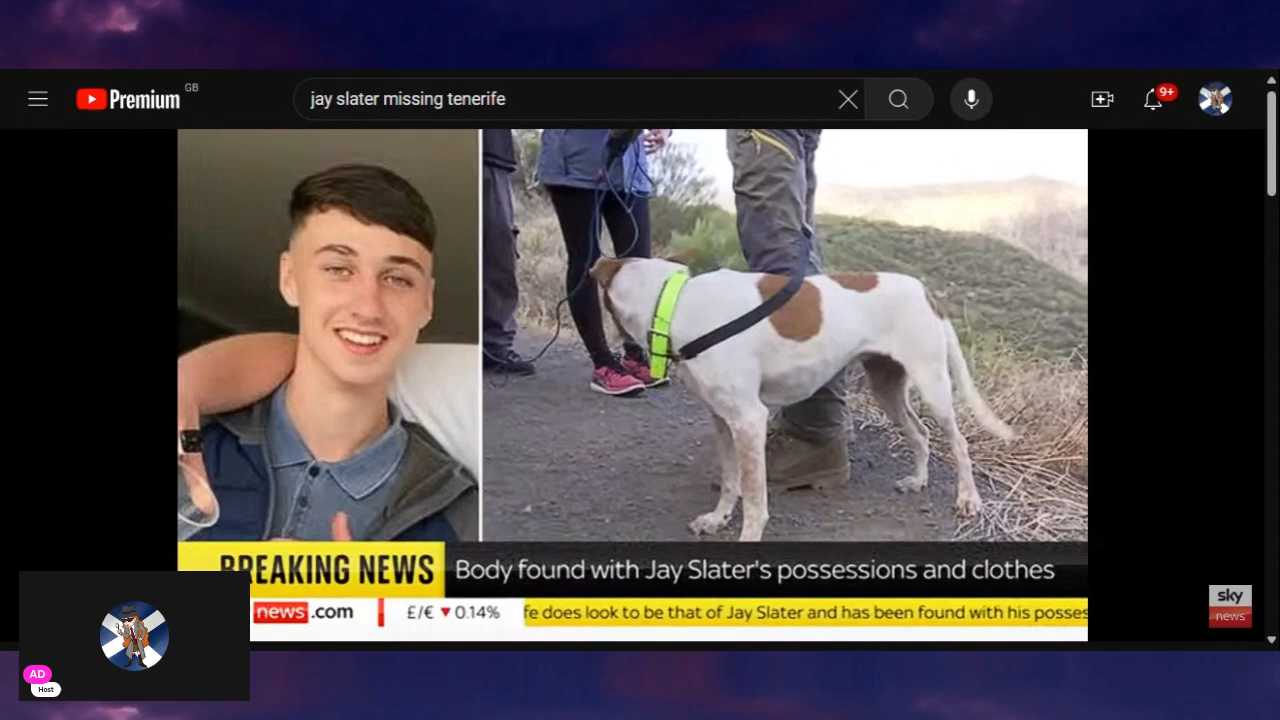 Premium GB
jay slater missing tenerife
9+
BREAKING NEWS
Body found with Jay Slater's possessions and clothes
news.com
£/€ ▼ 0.14%
fe does look to be that of Jay Slater and has been found with his posses
sky
news
AD
Host